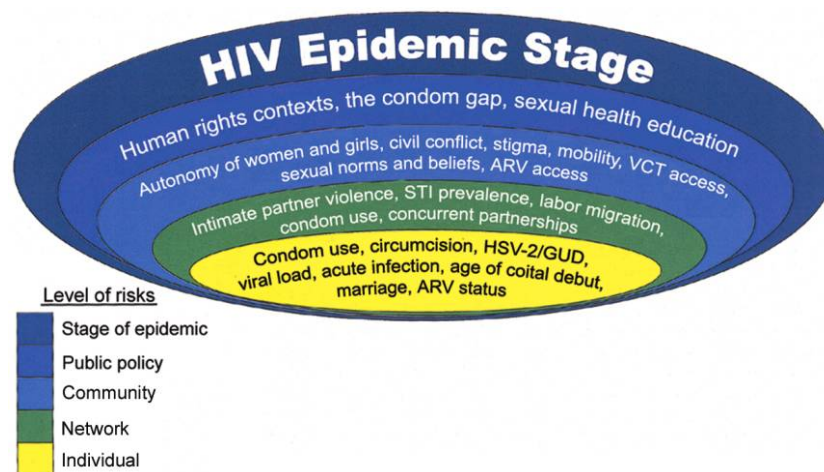 HIV Epidemic Stage
Human rights contexts, the condom gap, sexual health education
Autonomy of women and girls, civil conflict, stigma, mobility, VCT access,
sexual norms and beliefs, ARV access
Intimate partner violence, STI prevalence, labor migration,
condom use, concurrent partnerships
Condom use, circumcision, HSV-2/GUD,
viral load, acute infection, age of coital debut,
marriage, ARV status
Level of risks
Stage of epidemic
Public policy
Community
Network
Individual